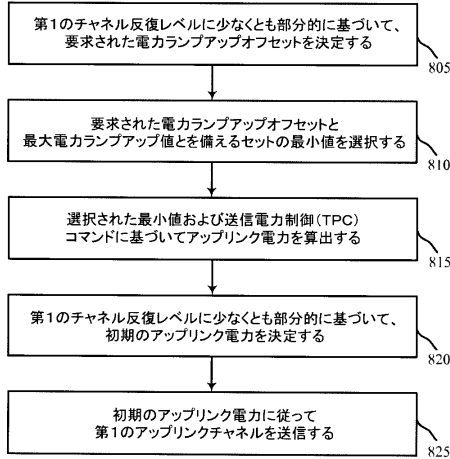 第1のチャネル反復レベルに少なくとも部分的に基づいて、
要求された電力ランプアップオフセットを決定する
805
要求された電力ランプアップオフセットと
最大電力ランプアップ値とを備えるセットの最小値を選択する
810
選択された最小値および送信電力制御(TPC)
コマンドに基づいてアップリンク電力を算出する
815
第1のチャネル反復レベルに少なくとも部分的に基づいて、
初期のアップリンク電力を決定する
820
初期のアップリンク電力に従って
第1のアップリンクチャネルを送信する
825